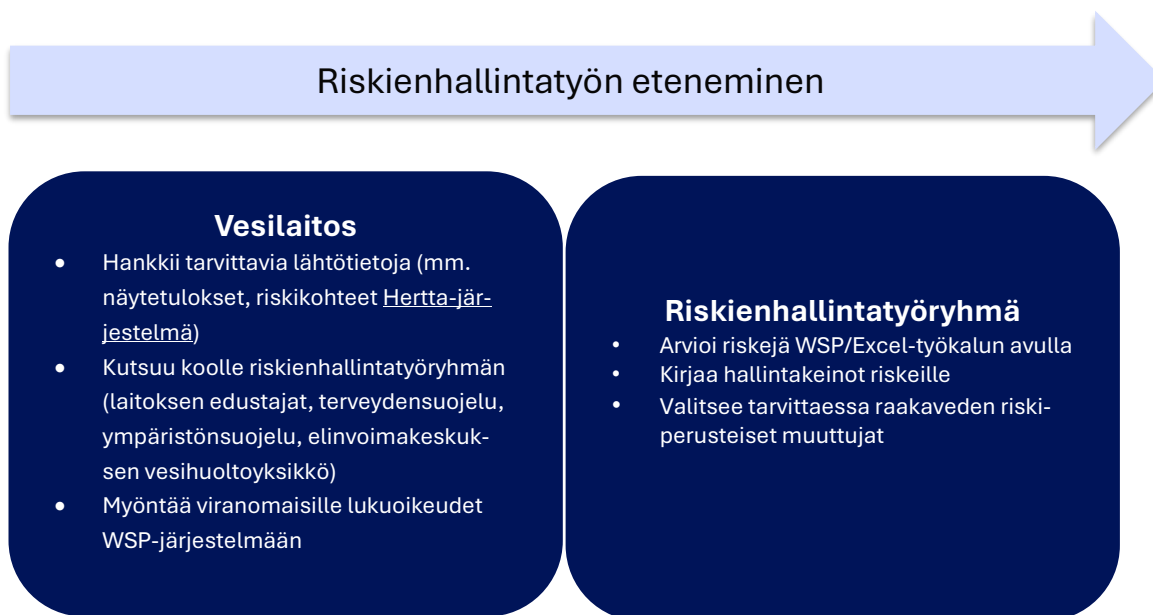 Riskienhallintatyön eteneminen
Vesilaitos
• Hankkii tarvittavia lähtötietoja (mm.
näytetulokset, riskikohteet Hertta-jär-
jestelmä)
• Kutsuu koolle riskienhallintatyöryhmän
(laitoksen edustajat, terveydensuojelu,
ympäristönsuojelu, elinvoimakeskuk-
sen vesihuoltoyksikkö)
• Myöntää viranomaisille lukuoikeudet
WSP-järjestelmään
Riskienhallintatyöryhmä
• Arvioi riskejä WSP/Excel-työkalun avulla
• Kirjaa hallintakeinot riskeille
• Valitsee tarvittaessa raakaveden riski-
perusteiset muuttujat